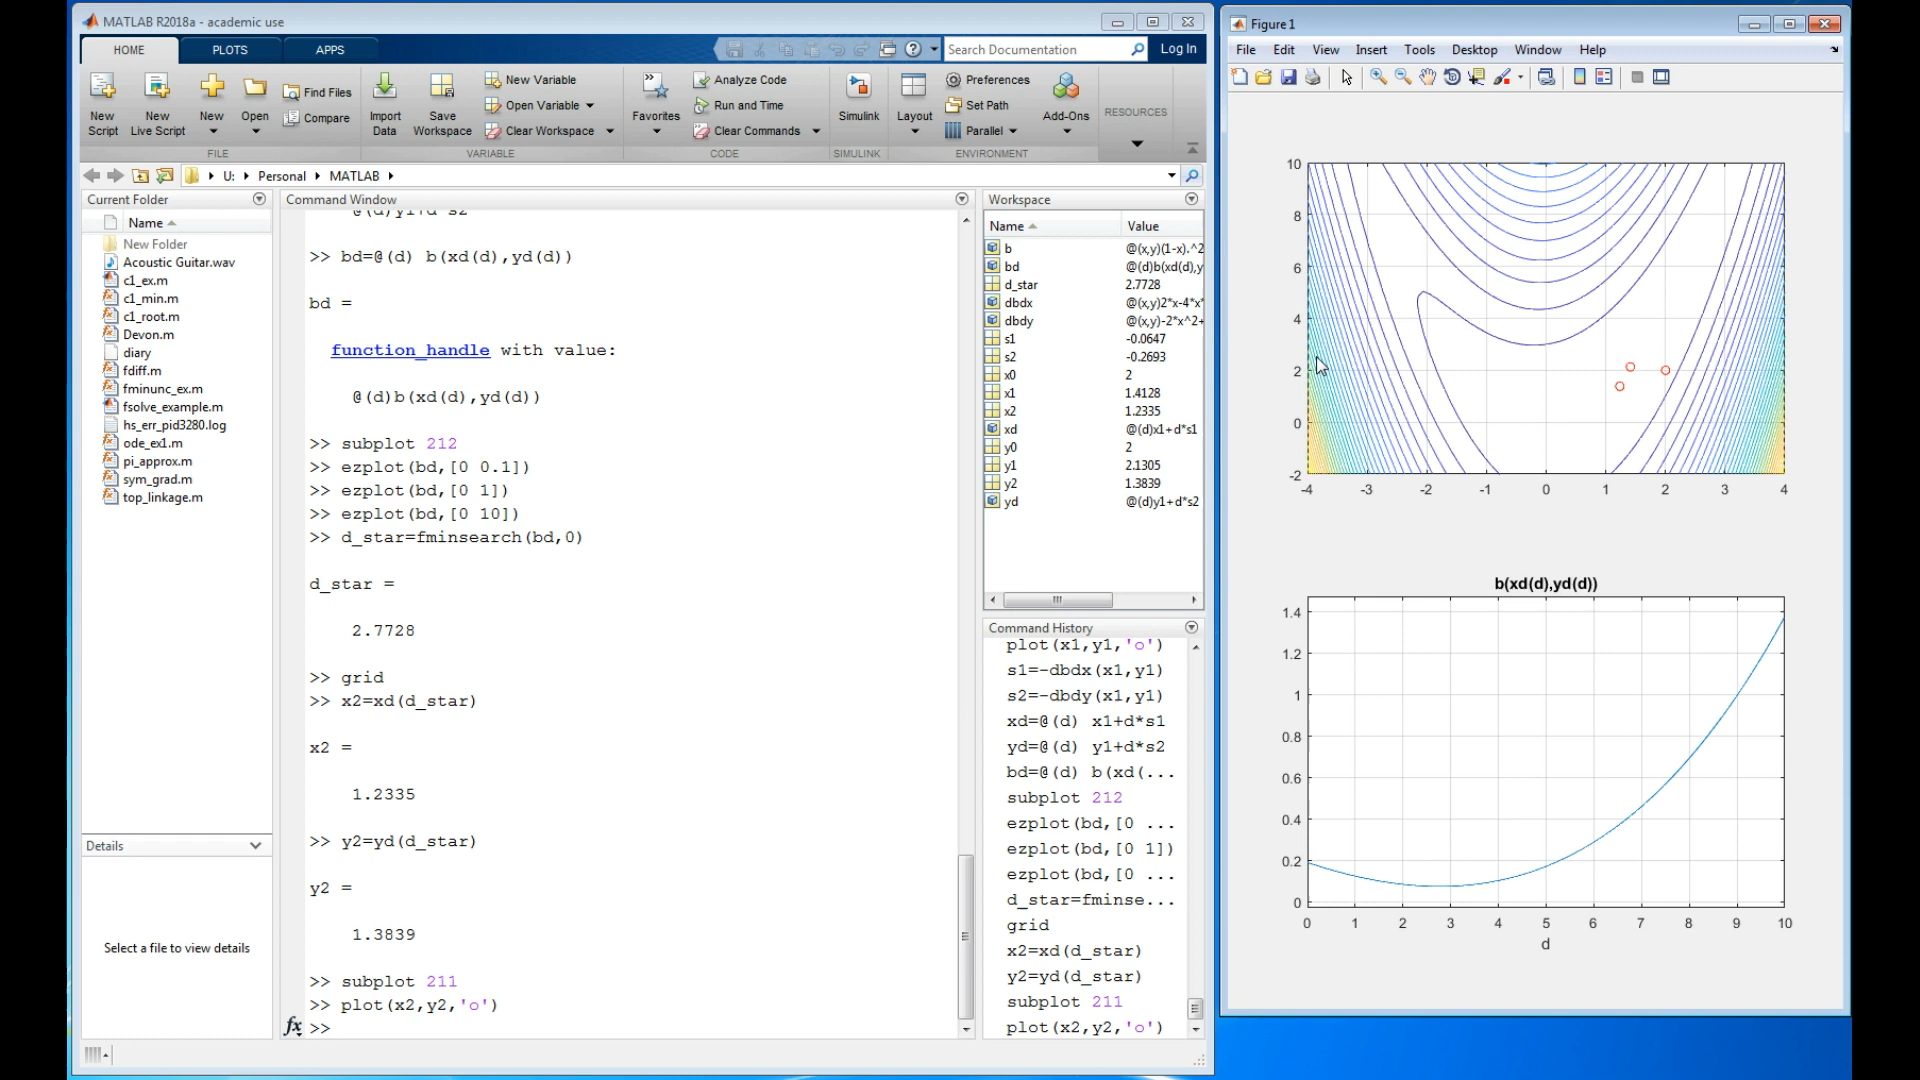 MATLAB R2018a - academic use
HOME PLOTS APPS
Search Documentation
Log In
New Script
New Live Script
New
Open
Find Files
Compare
Import Data
Save Workspace
New Variable
Open Variable
Clear Workspace
Favorites
Analyze Code
Run and Time
Clear Commands
Simulink
Layout
Preferences
Set Path
Parallel
Add-Ons
RESOURCES
FILE VARIABLE CODE SIMULINK ENVIRONMENT
U: Personal MATLAB
Current Folder
Name
New Folder
Acoustic Guitar.wav
c1_ex.m
c1_min.m
c1_root.m
Devon.m
diary
fdiff.m
fminunc_ex.m
fsolve_example.m
hs_err_pid3280.log
ode_ex1.m
pi_approx.m
sym_grad.m
top_linkage.m
Details
Select a file to view details
Command Window
@(d)y1+d*s2
>> bd=@(d) b(xd(d),yd(d))
bd =
function_handle with value:
@(d)b(xd(d),yd(d))
>> subplot 212
>> ezplot(bd,[0 0.1])
>> ezplot(bd,[0 1])
>> ezplot(bd,[0 10])
>> d_star=fminsearch(bd,0)
d_star =
2.7728
>> grid
>> x2=xd(d_star)
x2 =
1.2335
>> y2=yd(d_star)
y2 =
1.3839
>> subplot 211
>> plot(x2,y2,'o')
fx >>
Workspace
Name Value
b @(x,y)(1-x).^2
bd @(d)b(xd(d),y
d_star 2.7728
dbdx @(x,y)2*x-4*x*
dbdy @(x,y)-2*x^2+
s1 -0.0647
s2 -0.2693
x0 2
x1 1.4128
x2 1.2335
xd @(d)x1+d*s1
y0 2
y1 2.1305
y2 1.3839
yd @(d)y1+d*s2
Command History
plot(x1,y1,'o')
s1=-dbdx(x1,y1)
s2=-dbdy(x1,y1)
xd=@(d) x1+d*s1
yd=@(d) y1+d*s2
bd=@(d) b(xd(...
subplot 212
ezplot(bd,[0 ...
ezplot(bd,[0 1])
ezplot(bd,[0 ...
d_star=fminse...
grid
x2=xd(d_star)
y2=yd(d_star)
subplot 211
plot(x2,y2,'o')
Figure 1
File Edit View Insert Tools Desktop Window Help
10
8
6
4
2
0
-2
-4 -3 -2 -1 0 1 2 3 4
b(xd(d),yd(d))
1.4
1.2
1
0.8
0.6
0.4
0.2
0
0 1 2 3 4 5 6 7 8 9 10
d